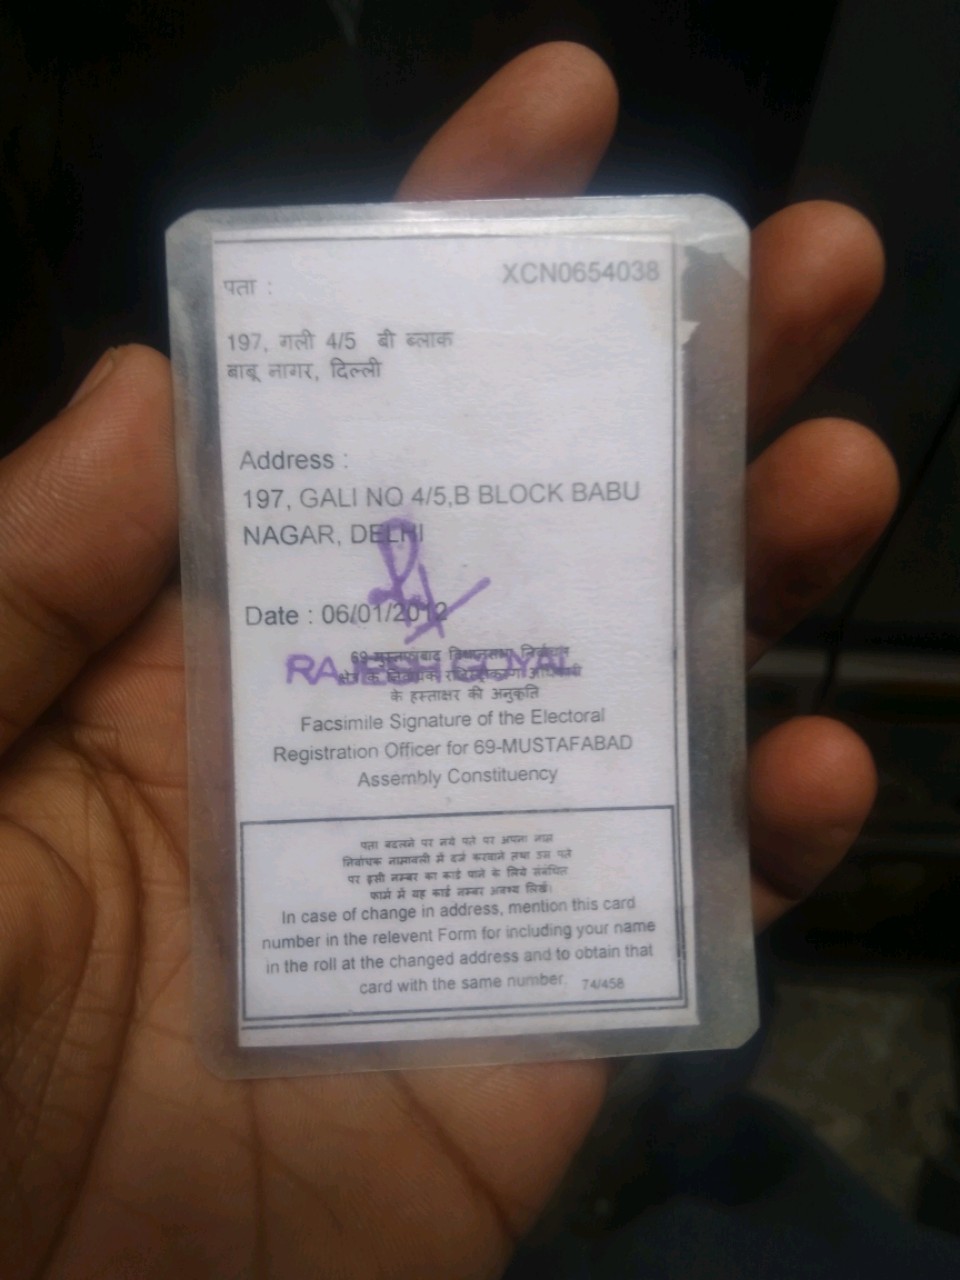 XCN0654038
पता :
197, गली 4/5 बी ब्लाक
बाबू नागर, दिल्ली
Address :
197, GALI NO 4/5,B BLOCK BABU
NAGAR, DELHI
Date : 06/01/2012
RAJESH GOYAL
69-मुस्तफाबाद विधानसभा निर्वाचन
क्षेत्र के निर्वाचक रजिस्ट्रीकरण अधिकारी
के हस्ताक्षर की अनुकृति
Facsimile Signature of the Electoral
Registration Officer for 69-MUSTAFABAD
Assembly Constituency
पता बदलने पर नये पते पर अपना नाम
निर्वाचक नामावली में दर्ज करवाने तथा उस पते
पर इसी नम्बर का कार्ड पाने के लिये संबंधित
फार्म में यह कार्ड नम्बर अवश्य लिखें।
In case of change in address, mention this card
number in the relevent Form for including your name
in the roll at the changed address and to obtain that
card with the same number. 74/458